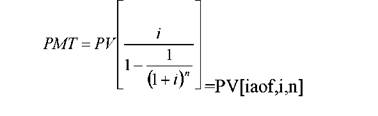 PMT = PV[i / (1 - 1 / (1 + i)^n)] =PV[iaof,i,n]